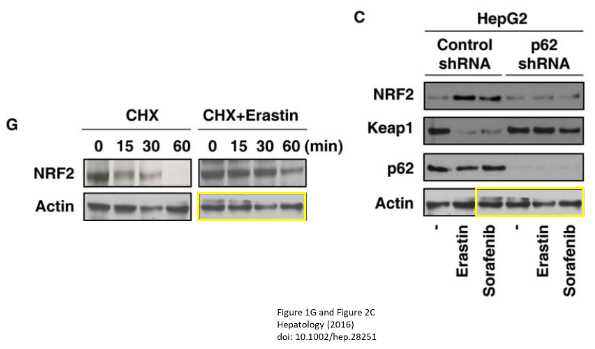 G
CHX CHX+Erastin
0 15 30 60 0 15 30 60 (min)
NRF2
Actin
C
HepG2
Control shRNA p62 shRNA
NRF2
Keap1
p62
Actin
- Erastin Sorafenib - Erastin Sorafenib
Figure 1G and Figure 2C
Hepatology (2016)
doi: 10.1002/hep.28251